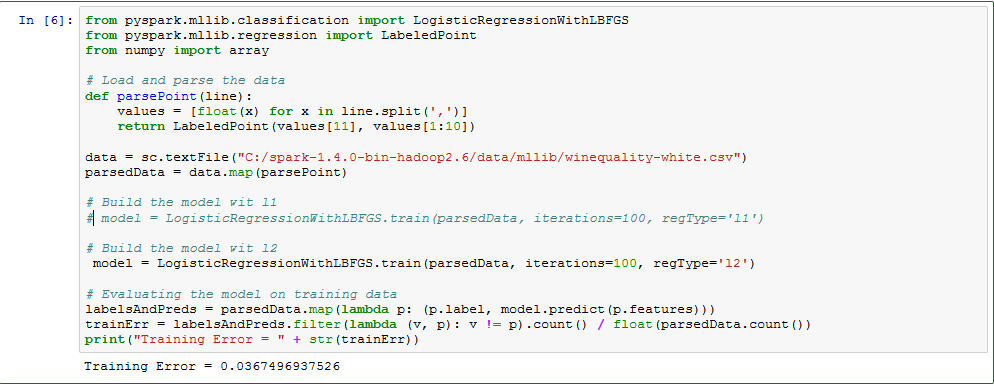 In [6]: from pyspark.mllib.classification import LogisticRegressionWithLBFGS
from pyspark.mllib.regression import LabeledPoint
from numpy import array
# Load and parse the data
def parsePoint(line):
    values = [float(x) for x in line.split(',')]
    return LabeledPoint(values[11], values[1:10])
data = sc.textFile("C:/spark-1.4.0-bin-hadoop2.6/data/mllib/winequality-white.csv")
parsedData = data.map(parsePoint)
# Build the model wit l1
# model = LogisticRegressionWithLBFGS.train(parsedData, iterations=100, regType='l1')
# Build the model wit l2
 model = LogisticRegressionWithLBFGS.train(parsedData, iterations=100, regType='l2')
# Evaluating the model on training data
labelsAndPreds = parsedData.map(lambda p: (p.label, model.predict(p.features)))
trainErr = labelsAndPreds.filter(lambda (v, p): v != p).count() / float(parsedData.count())
print("Training Error = " + str(trainErr))
Training Error = 0.0367496937526